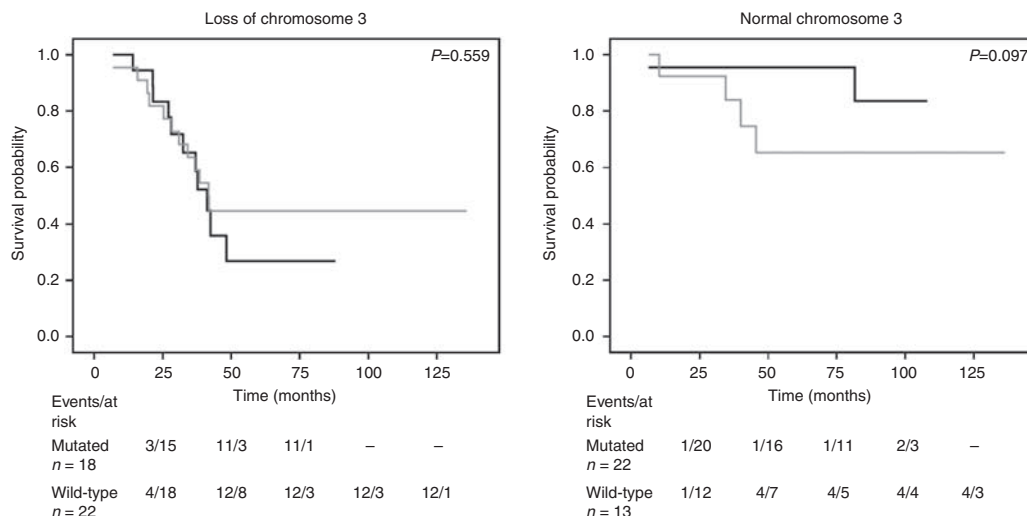 Loss of chromosome 3
P=0.559
1.0
0.8
0.6
0.4
0.2
0.0
Survival probability
0 25 50 75 100 125
Time (months)
Events/at
risk
Mutated 3/15 11/3 11/1 – –
n = 18
Wild-type 4/18 12/8 12/3 12/3 12/1
n = 22
Normal chromosome 3
P=0.097
1.0
0.8
0.6
0.4
0.2
0.0
Survival probability
0 25 50 75 100 125
Time (months)
Events/at
risk
Mutated 1/20 1/16 1/11 2/3 –
n = 22
Wild-type 1/12 4/7 4/5 4/4 4/3
n = 13